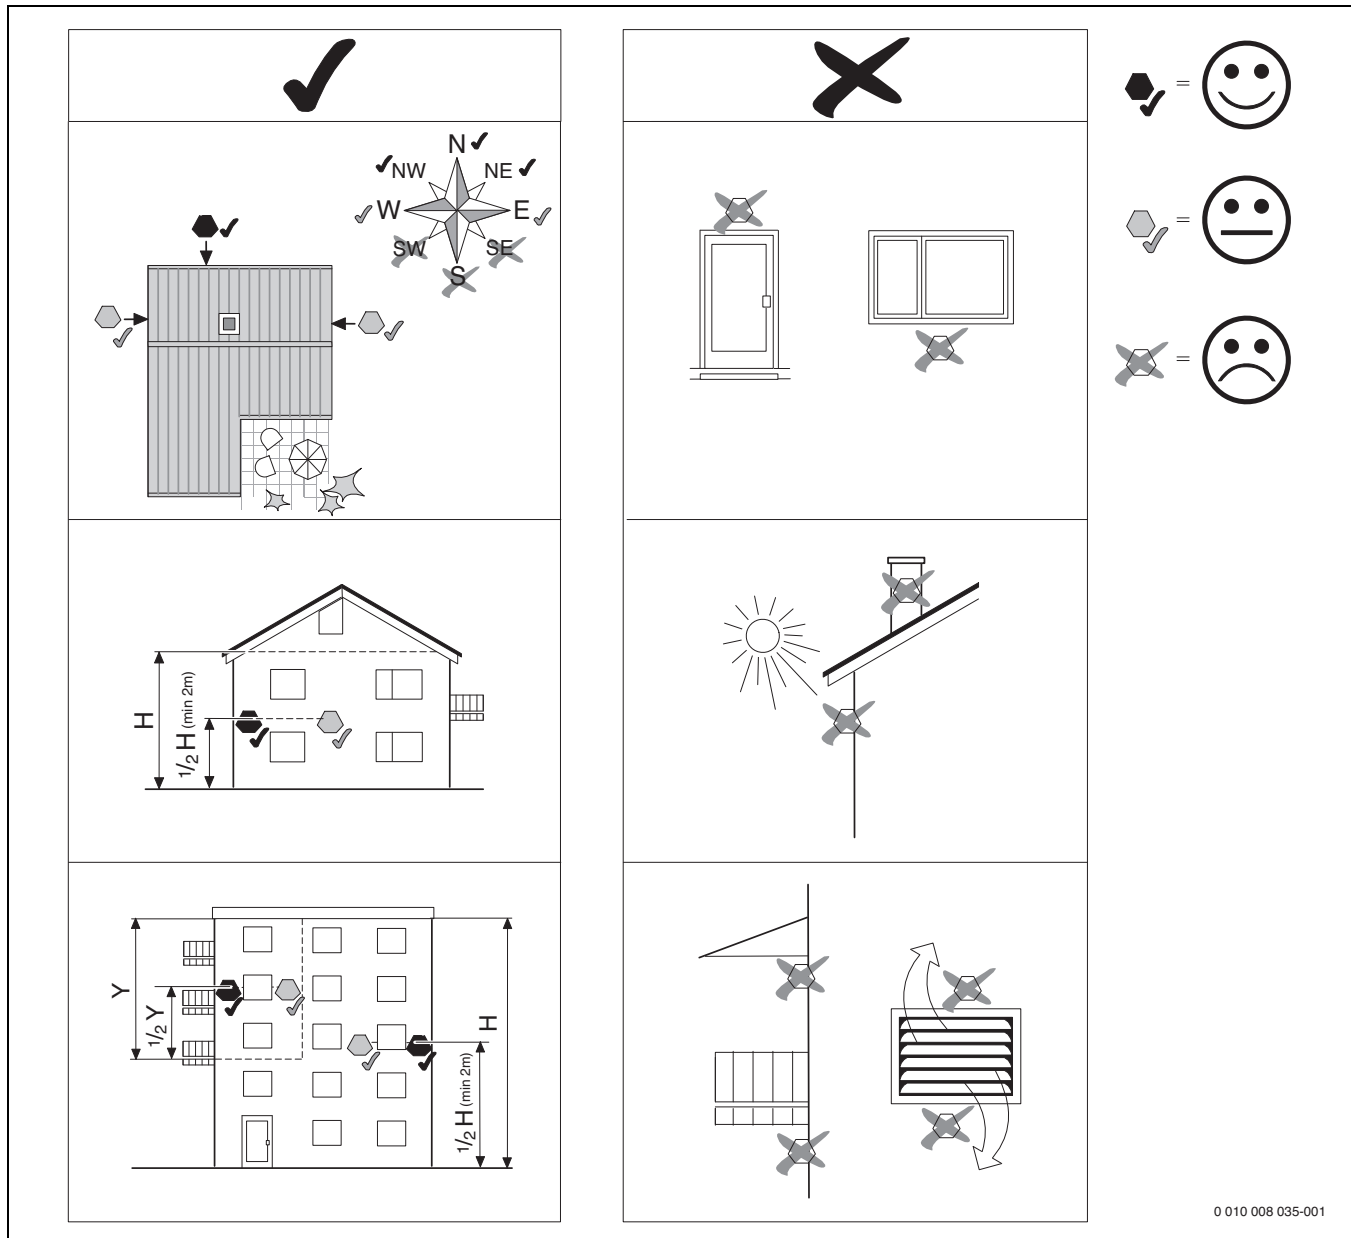 N
NW
NE
W
E
SW
SE
S
=
=
=
H
1/2 H (min 2m)
Y
1/2 Y
H
1/2 H (min 2m)
0 010 008 035-001